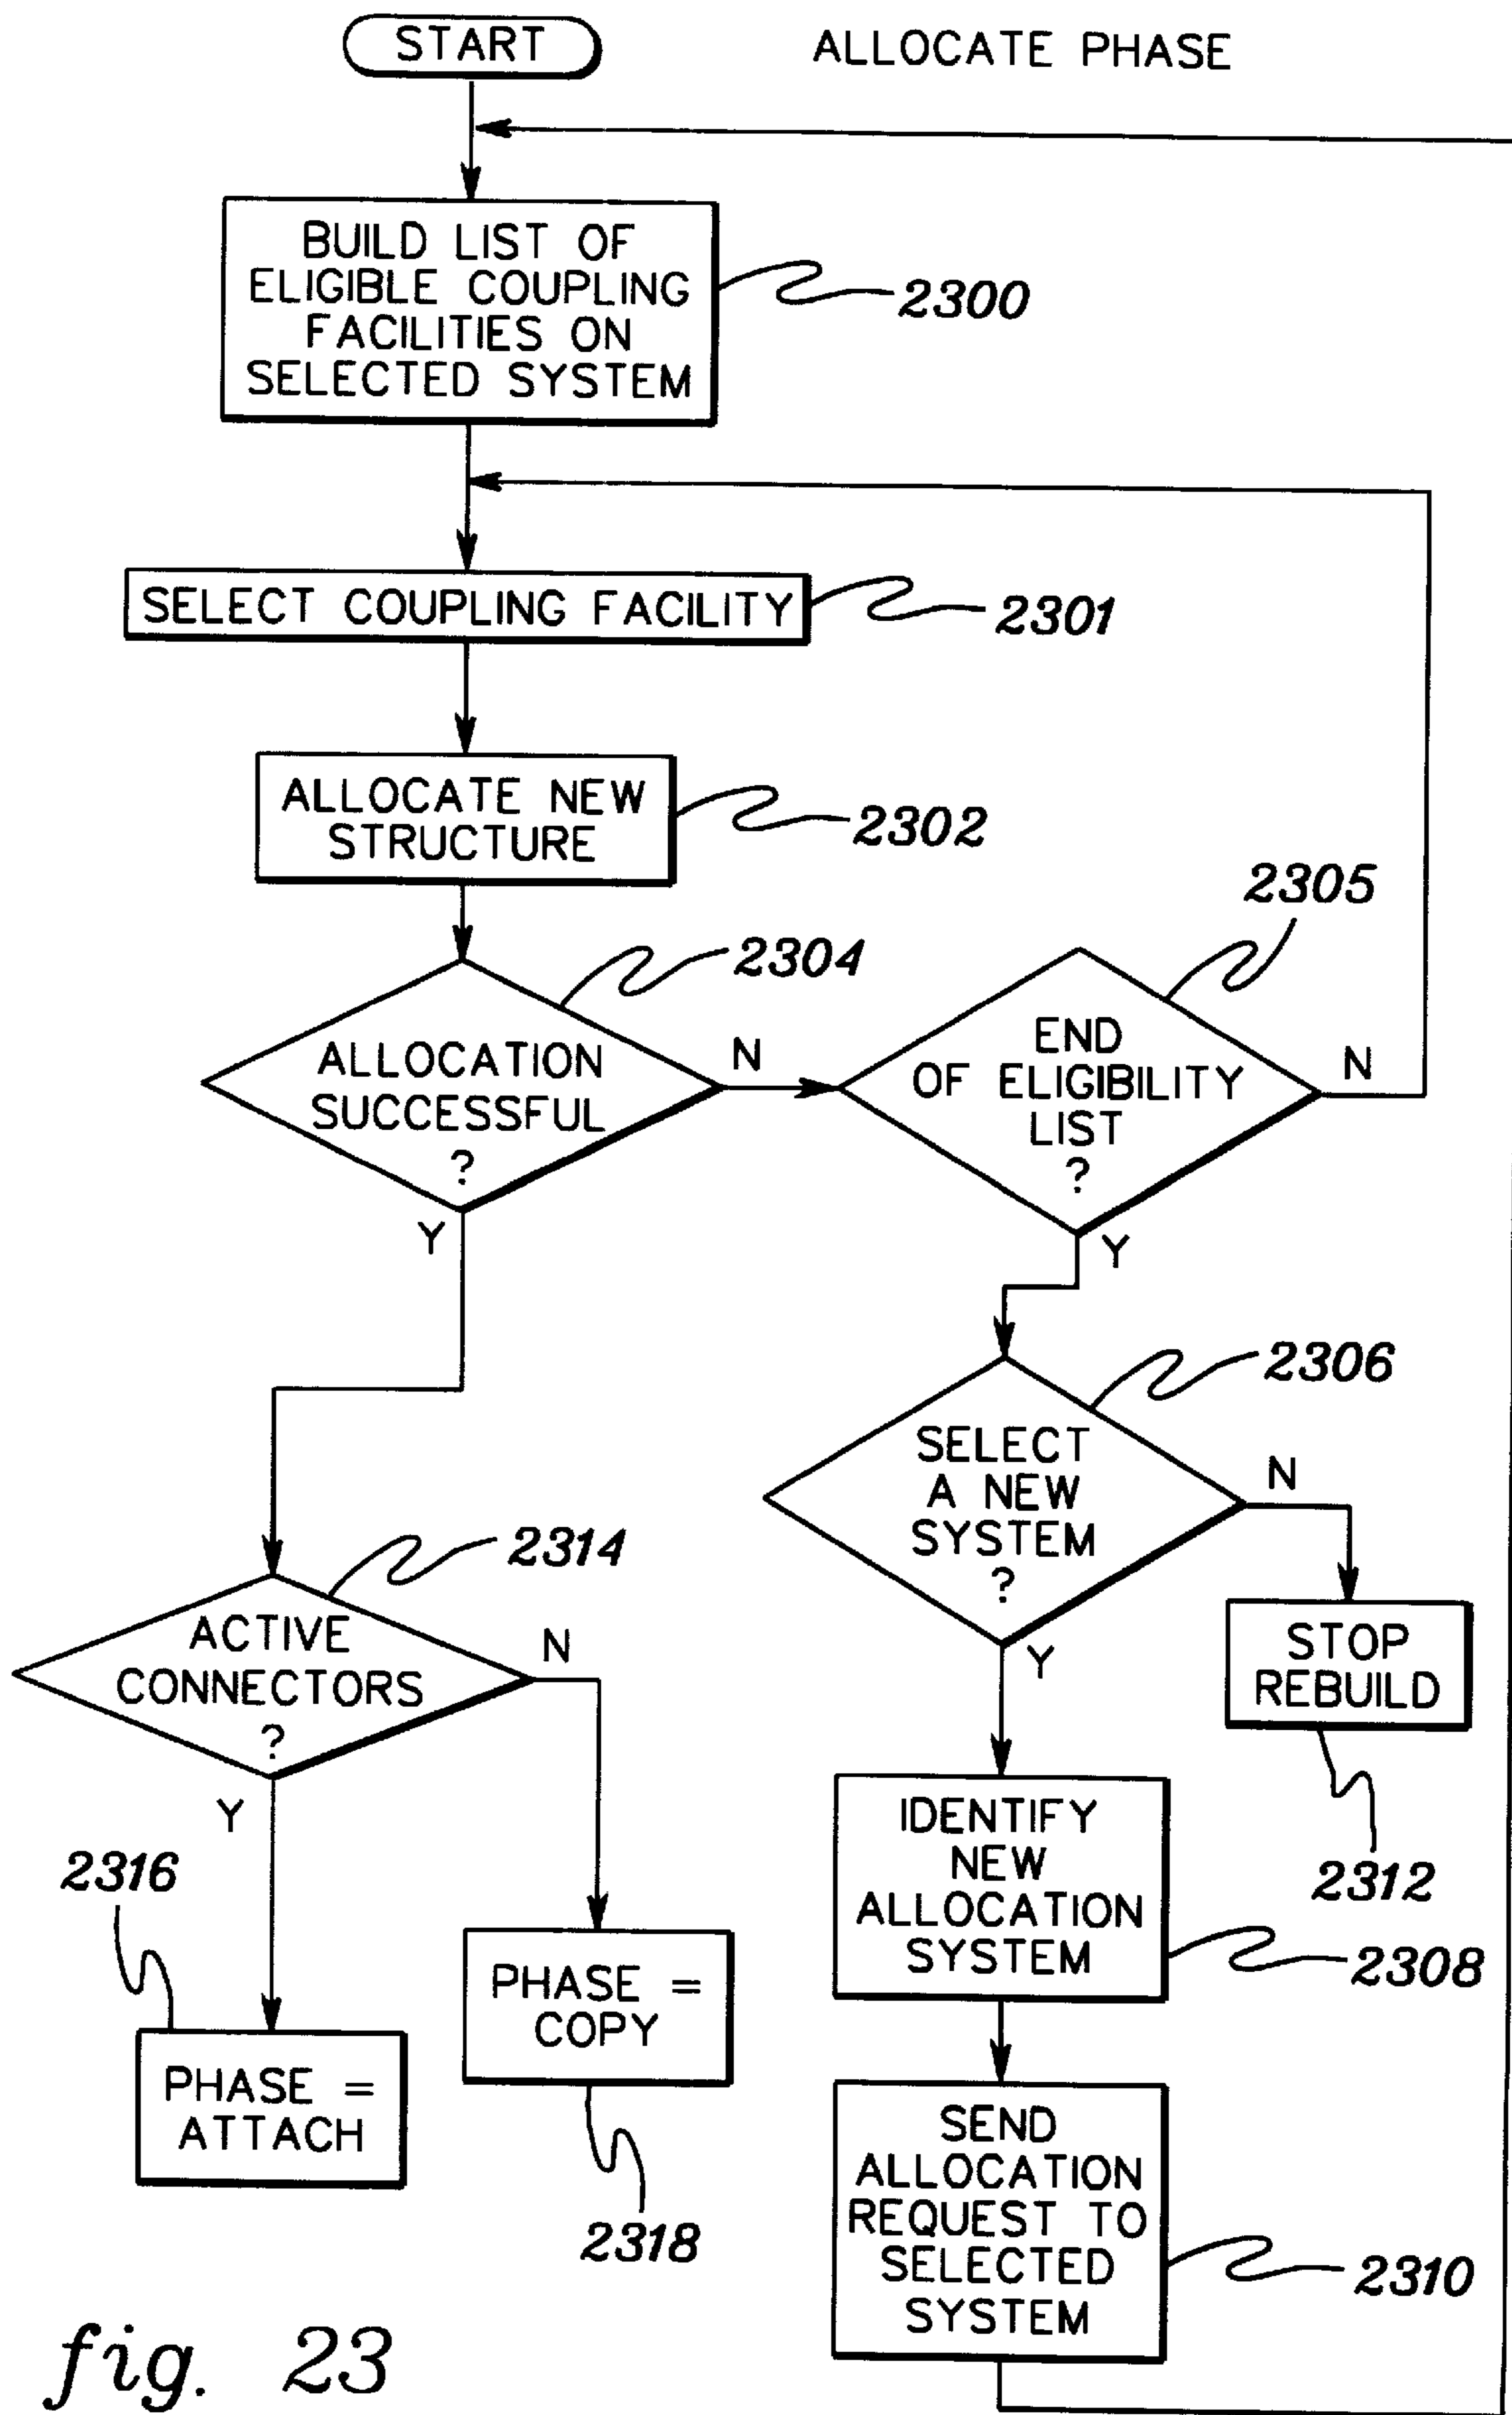 START
ALLOCATE PHASE
BUILD LIST OF
ELIGIBLE COUPLING
FACILITIES ON
SELECTED SYSTEM
2300
SELECT COUPLING FACILITY
2301
ALLOCATE NEW
STRUCTURE
2302
2304
2305
ALLOCATION
SUCCESSFUL
?
N
Y
END
OF ELIGIBILITY
LIST
?
N
Y
2306
SELECT
A NEW
SYSTEM
?
N
Y
2314
ACTIVE
CONNECTORS
?
N
Y
STOP
REBUILD
2312
IDENTIFY
NEW
ALLOCATION
SYSTEM
2308
2316
PHASE =
ATTACH
PHASE =
COPY
2318
SEND
ALLOCATION
REQUEST TO
SELECTED
SYSTEM
2310
fig. 23